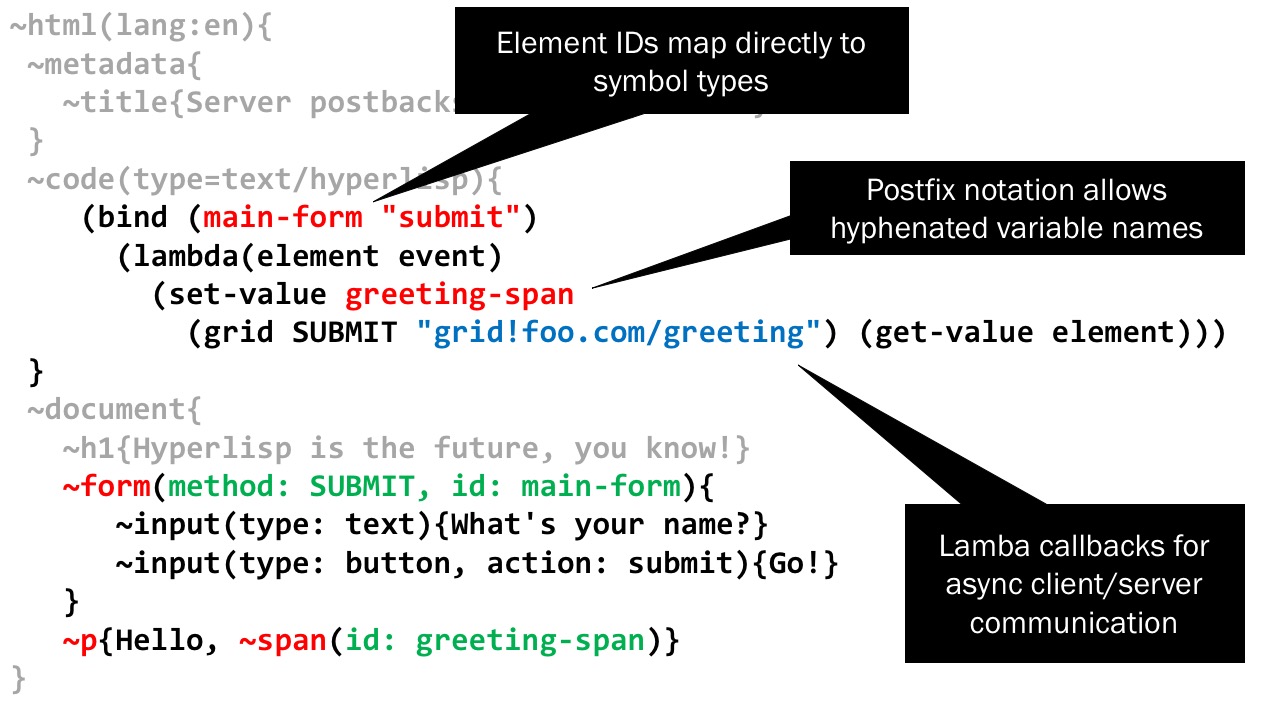 ~html(lang:en){
~metadata{
~title{Server postbacks
}
~code(type=text/hyperlisp){
(bind (main-form "submit")
(lambda(element event)
(set-value greeting-span
(grid SUBMIT "grid!foo.com/greeting") (get-value element)))
}
~document{
~h1{Hyperlisp is the future, you know!}
~form(method: SUBMIT, id: main-form){
~input(type: text){What's your name?}
~input(type: button, action: submit){Go!}
}
~p{Hello, ~span(id: greeting-span)}
}
Element IDs map directly to
symbol types
Postfix notation allows
hyphenated variable names
Lamba callbacks for
async client/server
communication